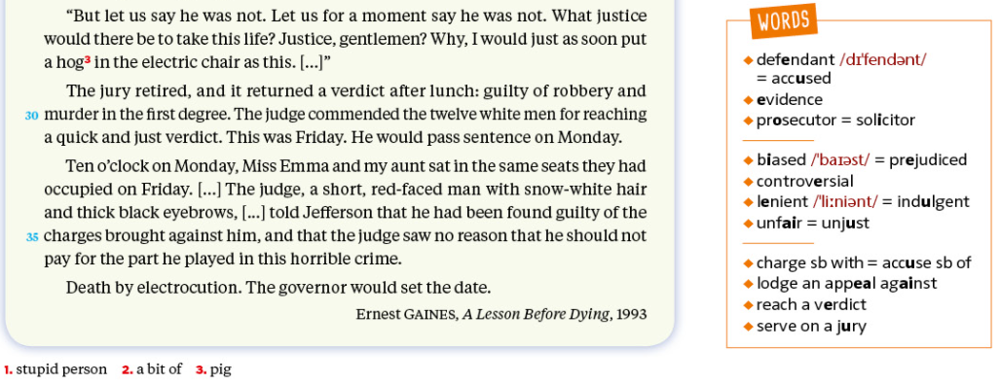 “But let us say he was not. Let us for a moment say he was not. What justice
would there be to take this life? Justice, gentlemen? Why, I would just as soon put
a hog³ in the electric chair as this. [...]”
The jury retired, and it returned a verdict after lunch: guilty of robbery and
30 murder in the first degree. The judge commended the twelve white men for reaching
a quick and just verdict. This was Friday. He would pass sentence on Monday.
Ten o’clock on Monday, Miss Emma and my aunt sat in the same seats they had
occupied on Friday. [...] The judge, a short, red-faced man with snow-white hair
and thick black eyebrows, [...] told Jefferson that he had been found guilty of the
35 charges brought against him, and that the judge saw no reason that he should not
pay for the part he played in this horrible crime.
Death by electrocution. The governor would set the date.
Ernest GAINES, A Lesson Before Dying, 1993
1. stupid person 2. a bit of 3. pig
WORDS
◆ defendant /dɪ'fendənt/
= accused
◆ evidence
◆ prosecutor = solicitor
◆ biased /'baɪəst/ = prejudiced
◆ controversial
◆ lenient /'liːniənt/ = indulgent
◆ unfair = unjust
◆ charge sb with = accuse sb of
◆ lodge an appeal against
◆ reach a verdict
◆ serve on a jury